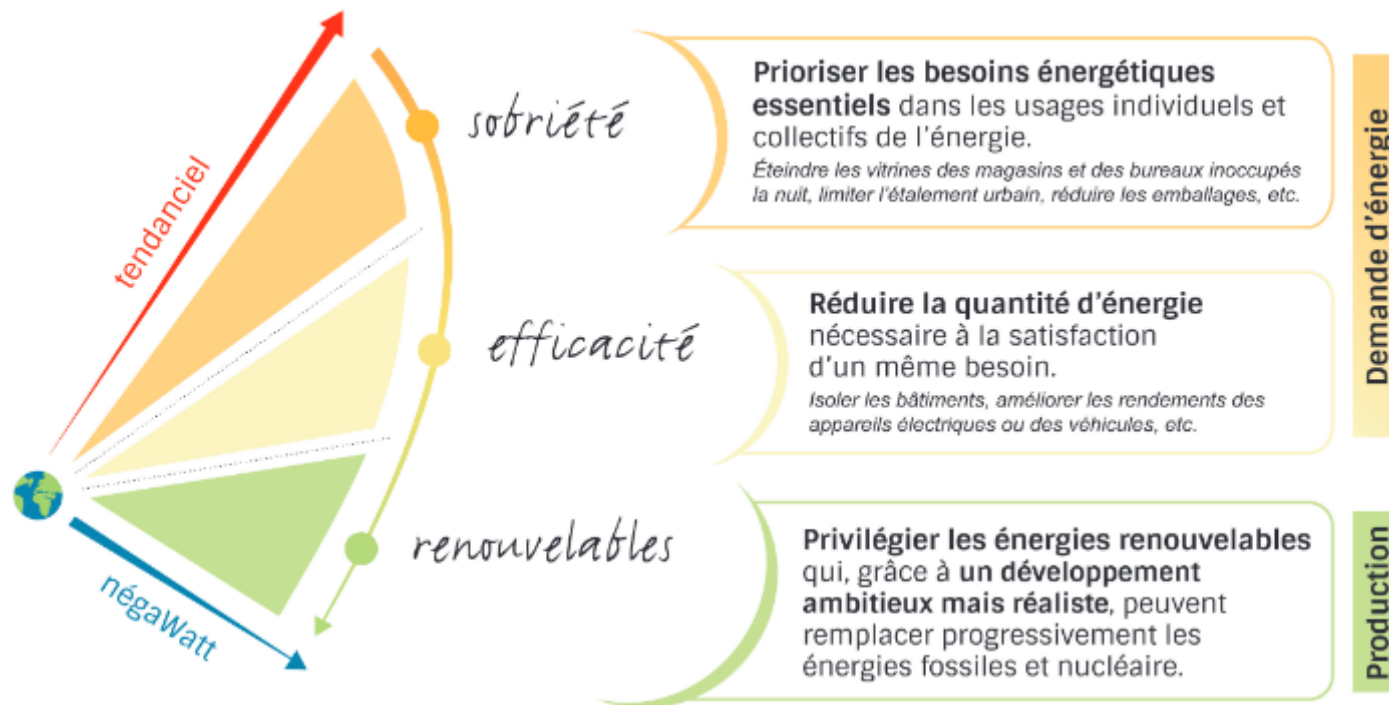 tendanciel
négaWatt
sobriété
Prioriser les besoins énergétiques
essentiels dans les usages individuels et
collectifs de l'énergie.
Éteindre les vitrines des magasins et des bureaux inoccupés
la nuit, limiter l'étalement urbain, réduire les emballages, etc.
efficacité
Réduire la quantité d'énergie
nécessaire à la satisfaction
d'un même besoin.
Isoler les bâtiments, améliorer les rendements des
appareils électriques ou des véhicules, etc.
Demande d'énergie
renouvelables
Privilégier les énergies renouvelables
qui, grâce à un développement
ambitieux mais réaliste, peuvent
remplacer progressivement les
énergies fossiles et nucléaire.
Production